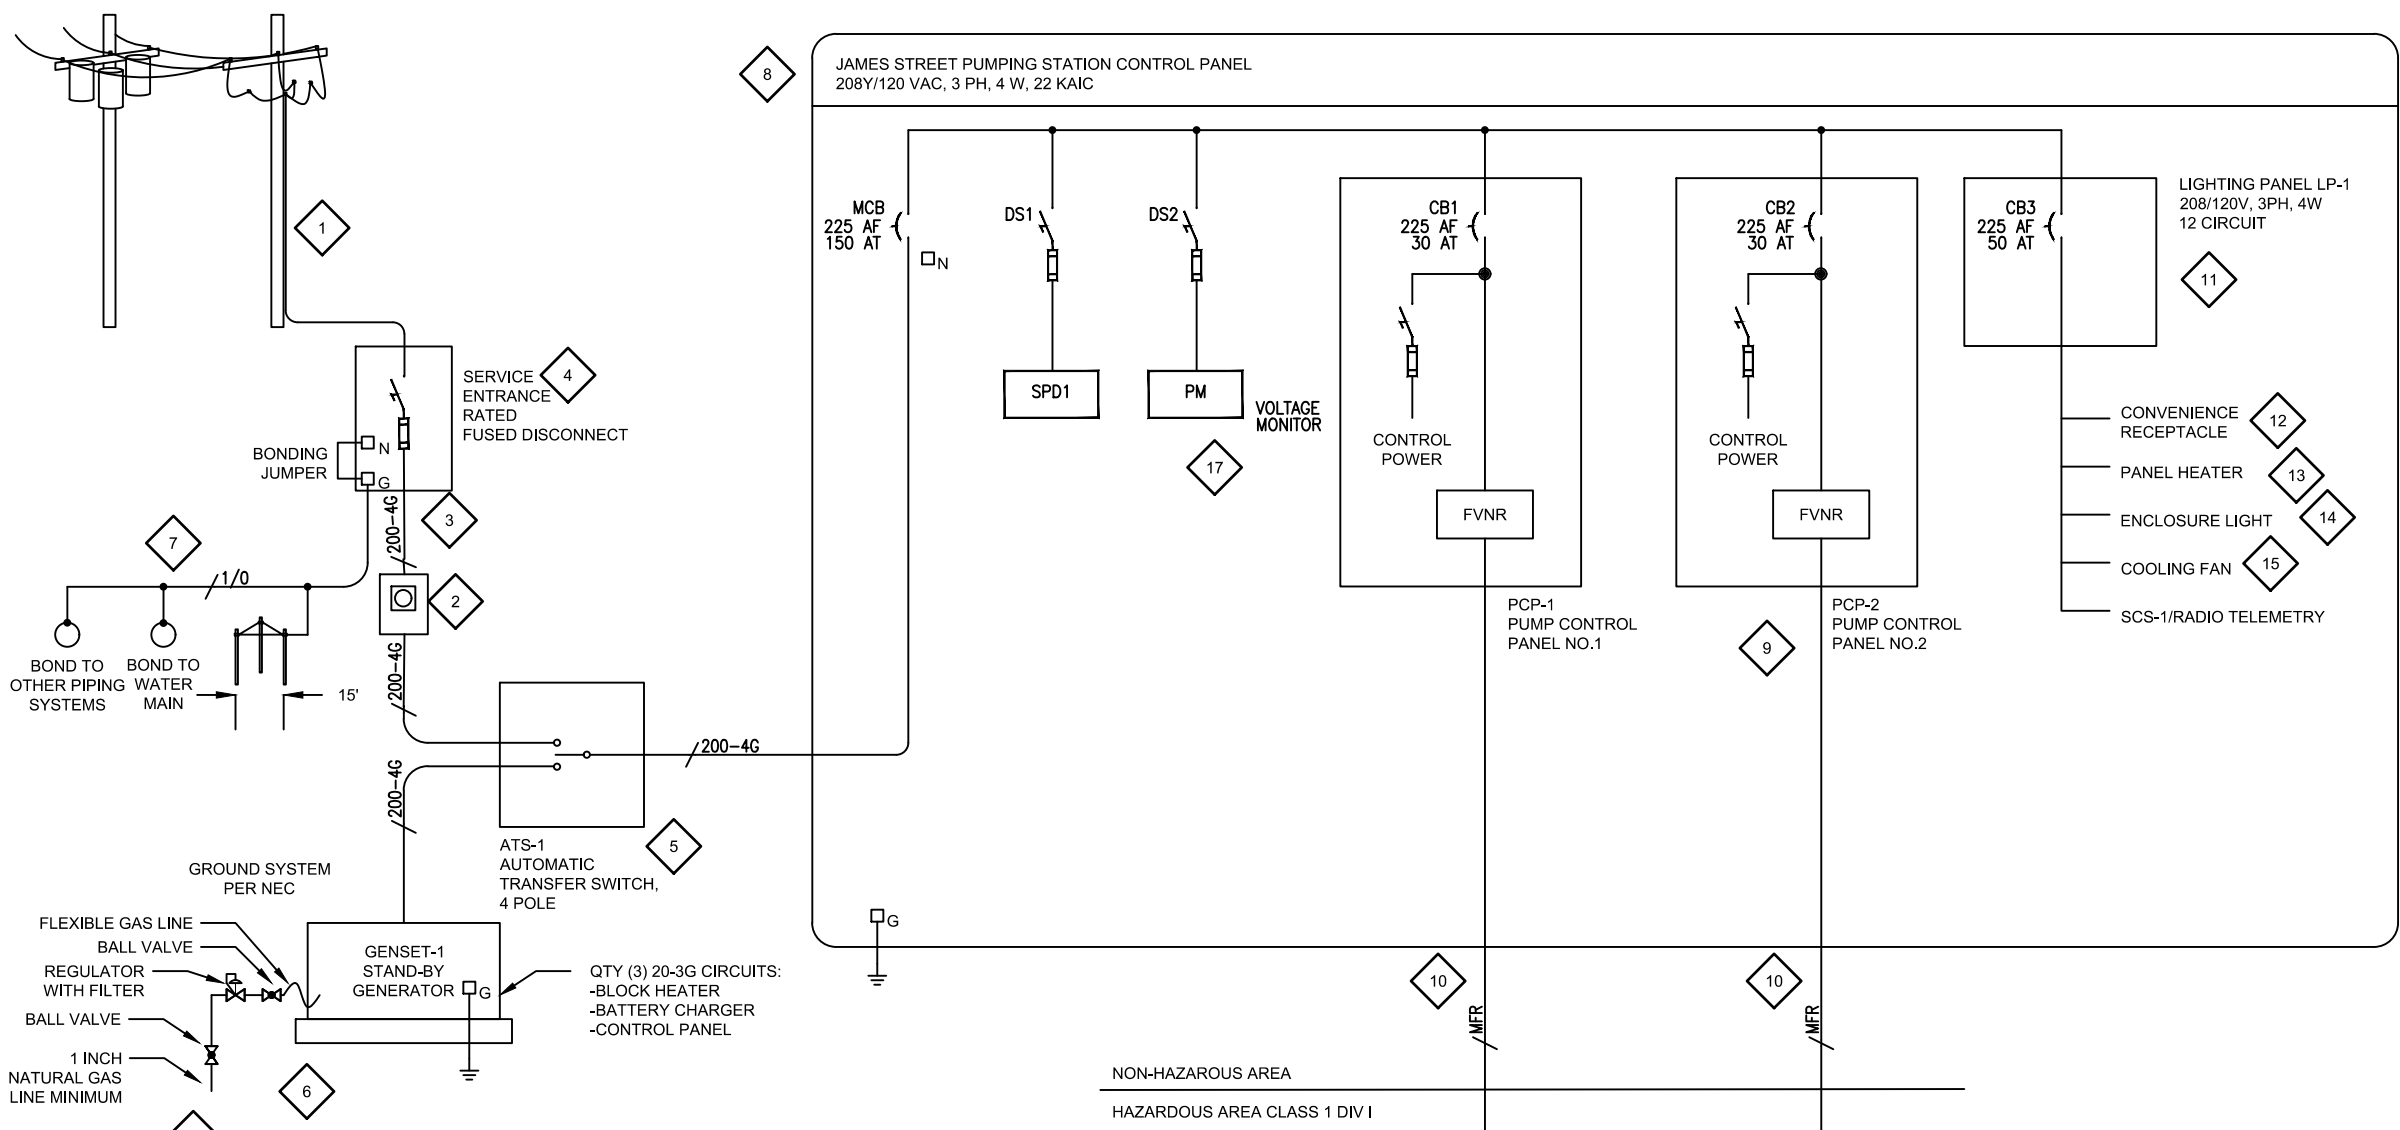 8
JAMES STREET PUMPING STATION CONTROL PANEL
208Y/120 VAC, 3 PH, 4 W, 22 KAIC
1
MCB
225 AF
150 AT
N
DS1
DS2
CB1
225 AF
30 AT
CB2
225 AF
30 AT
CB3
225 AF
50 AT
LIGHTING PANEL LP-1
208/120V, 3PH, 4W
12 CIRCUIT
11
SERVICE
ENTRANCE
RATED
FUSED DISCONNECT
4
BONDING
JUMPER
N
G
SPD1
PM
VOLTAGE
MONITOR
17
CONTROL
POWER
FVNR
CONTROL
POWER
FVNR
CONVENIENCE
RECEPTACLE
12
PANEL HEATER
13
ENCLOSURE LIGHT
14
COOLING FAN
15
SCS-1/RADIO TELEMETRY
200-4G
3
7
1/0
2
BOND TO
OTHER PIPING
SYSTEMS
BOND TO
WATER
MAIN
15'
200-4G
PCP-1
PUMP CONTROL
PANEL NO.1
9
PCP-2
PUMP CONTROL
PANEL NO.2
200-4G
200-4G
ATS-1
AUTOMATIC
TRANSFER SWITCH,
4 POLE
5
GROUND SYSTEM
PER NEC
FLEXIBLE GAS LINE
BALL VALVE
REGULATOR
WITH FILTER
BALL VALVE
1 INCH
NATURAL GAS
LINE MINIMUM
GENSET-1
STAND-BY
GENERATOR
G
QTY (3) 20-3G CIRCUITS:
-BLOCK HEATER
-BATTERY CHARGER
-CONTROL PANEL
6
G
10
MFR
10
MFR
NON-HAZAROUS AREA
HAZARDOUS AREA CLASS 1 DIV I